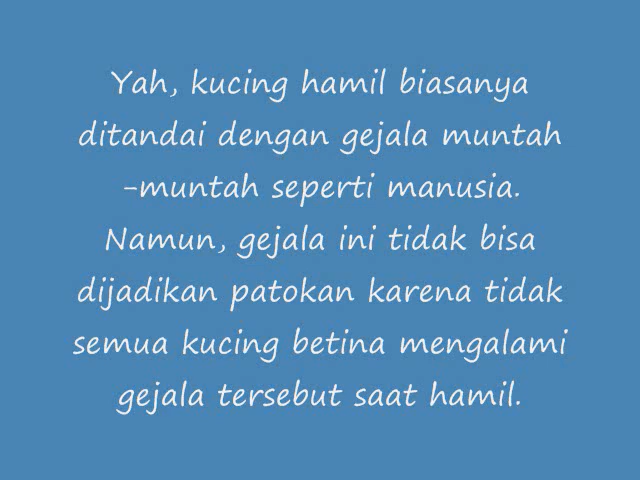 Yah, kucing hamil biasanya
ditandai dengan gejala muntah
-muntah seperti manusia.
Namun, gejala ini tidak bisa
dijadikan patokan karena tidak
semua kucing betina mengalami
gejala tersebut saat hamil.